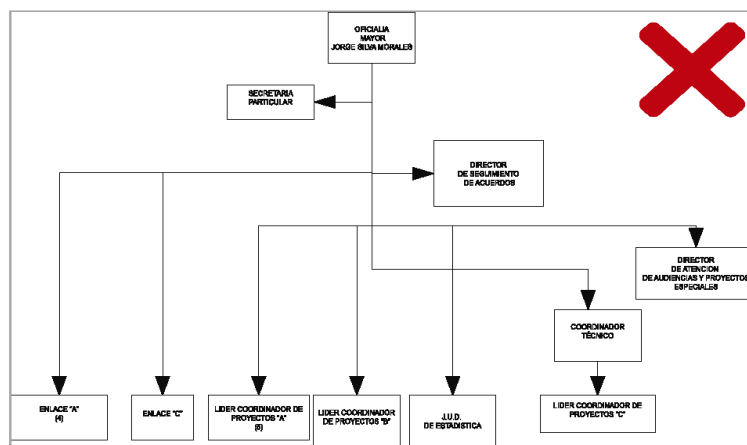 OFICIALIA
MAYOR
JORGE SILVA MORALES
SECRETARIA
PARTICULAR
DIRECTOR
DE SEGUIMIENTO
DE ACUERDOS
DIRECTOR
DE ATENCION
DE AUDIENCIAS Y PROYECTOS
ESPECIALES
COORDINADOR
TÉCNICO
ENLACE "A"
(4)
ENLACE "C"
LIDER COORDINADOR DE
PROYECTOS "A"
(5)
LIDER COORDINADOR
DE PROYECTOS "B"
J.U.D.
DE ESTADISTICA
LIDER COORDINADOR DE
PROYECTOS "C"